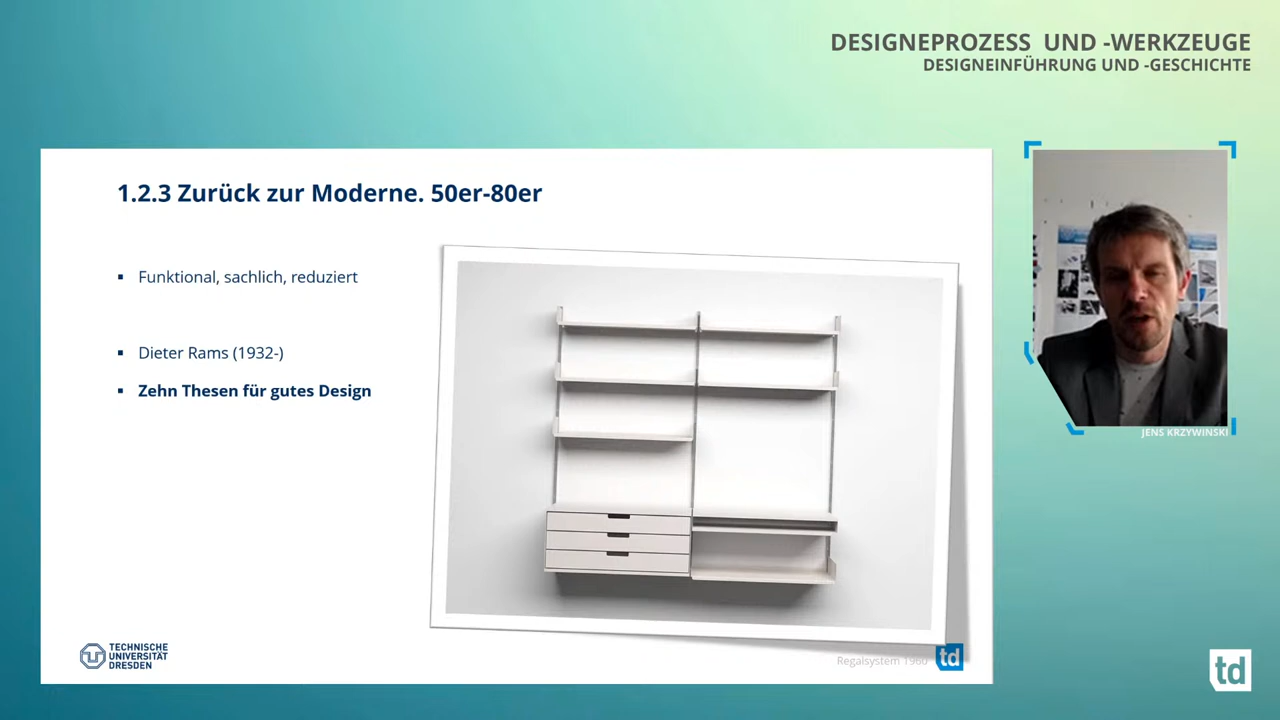 DESIGNEPROZESS UND -WERKZEUGE
DESIGNEINFÜHRUNG UND -GESCHICHTE
1.2.3 Zurück zur Moderne. 50er-80er
▪ Funktional, sachlich, reduziert
▪ Dieter Rams (1932-)
▪ Zehn Thesen für gutes Design
JENS KRZYWINSKI
TECHNISCHE
UNIVERSITÄT
DRESDEN
Regalsystem 1960
td
td